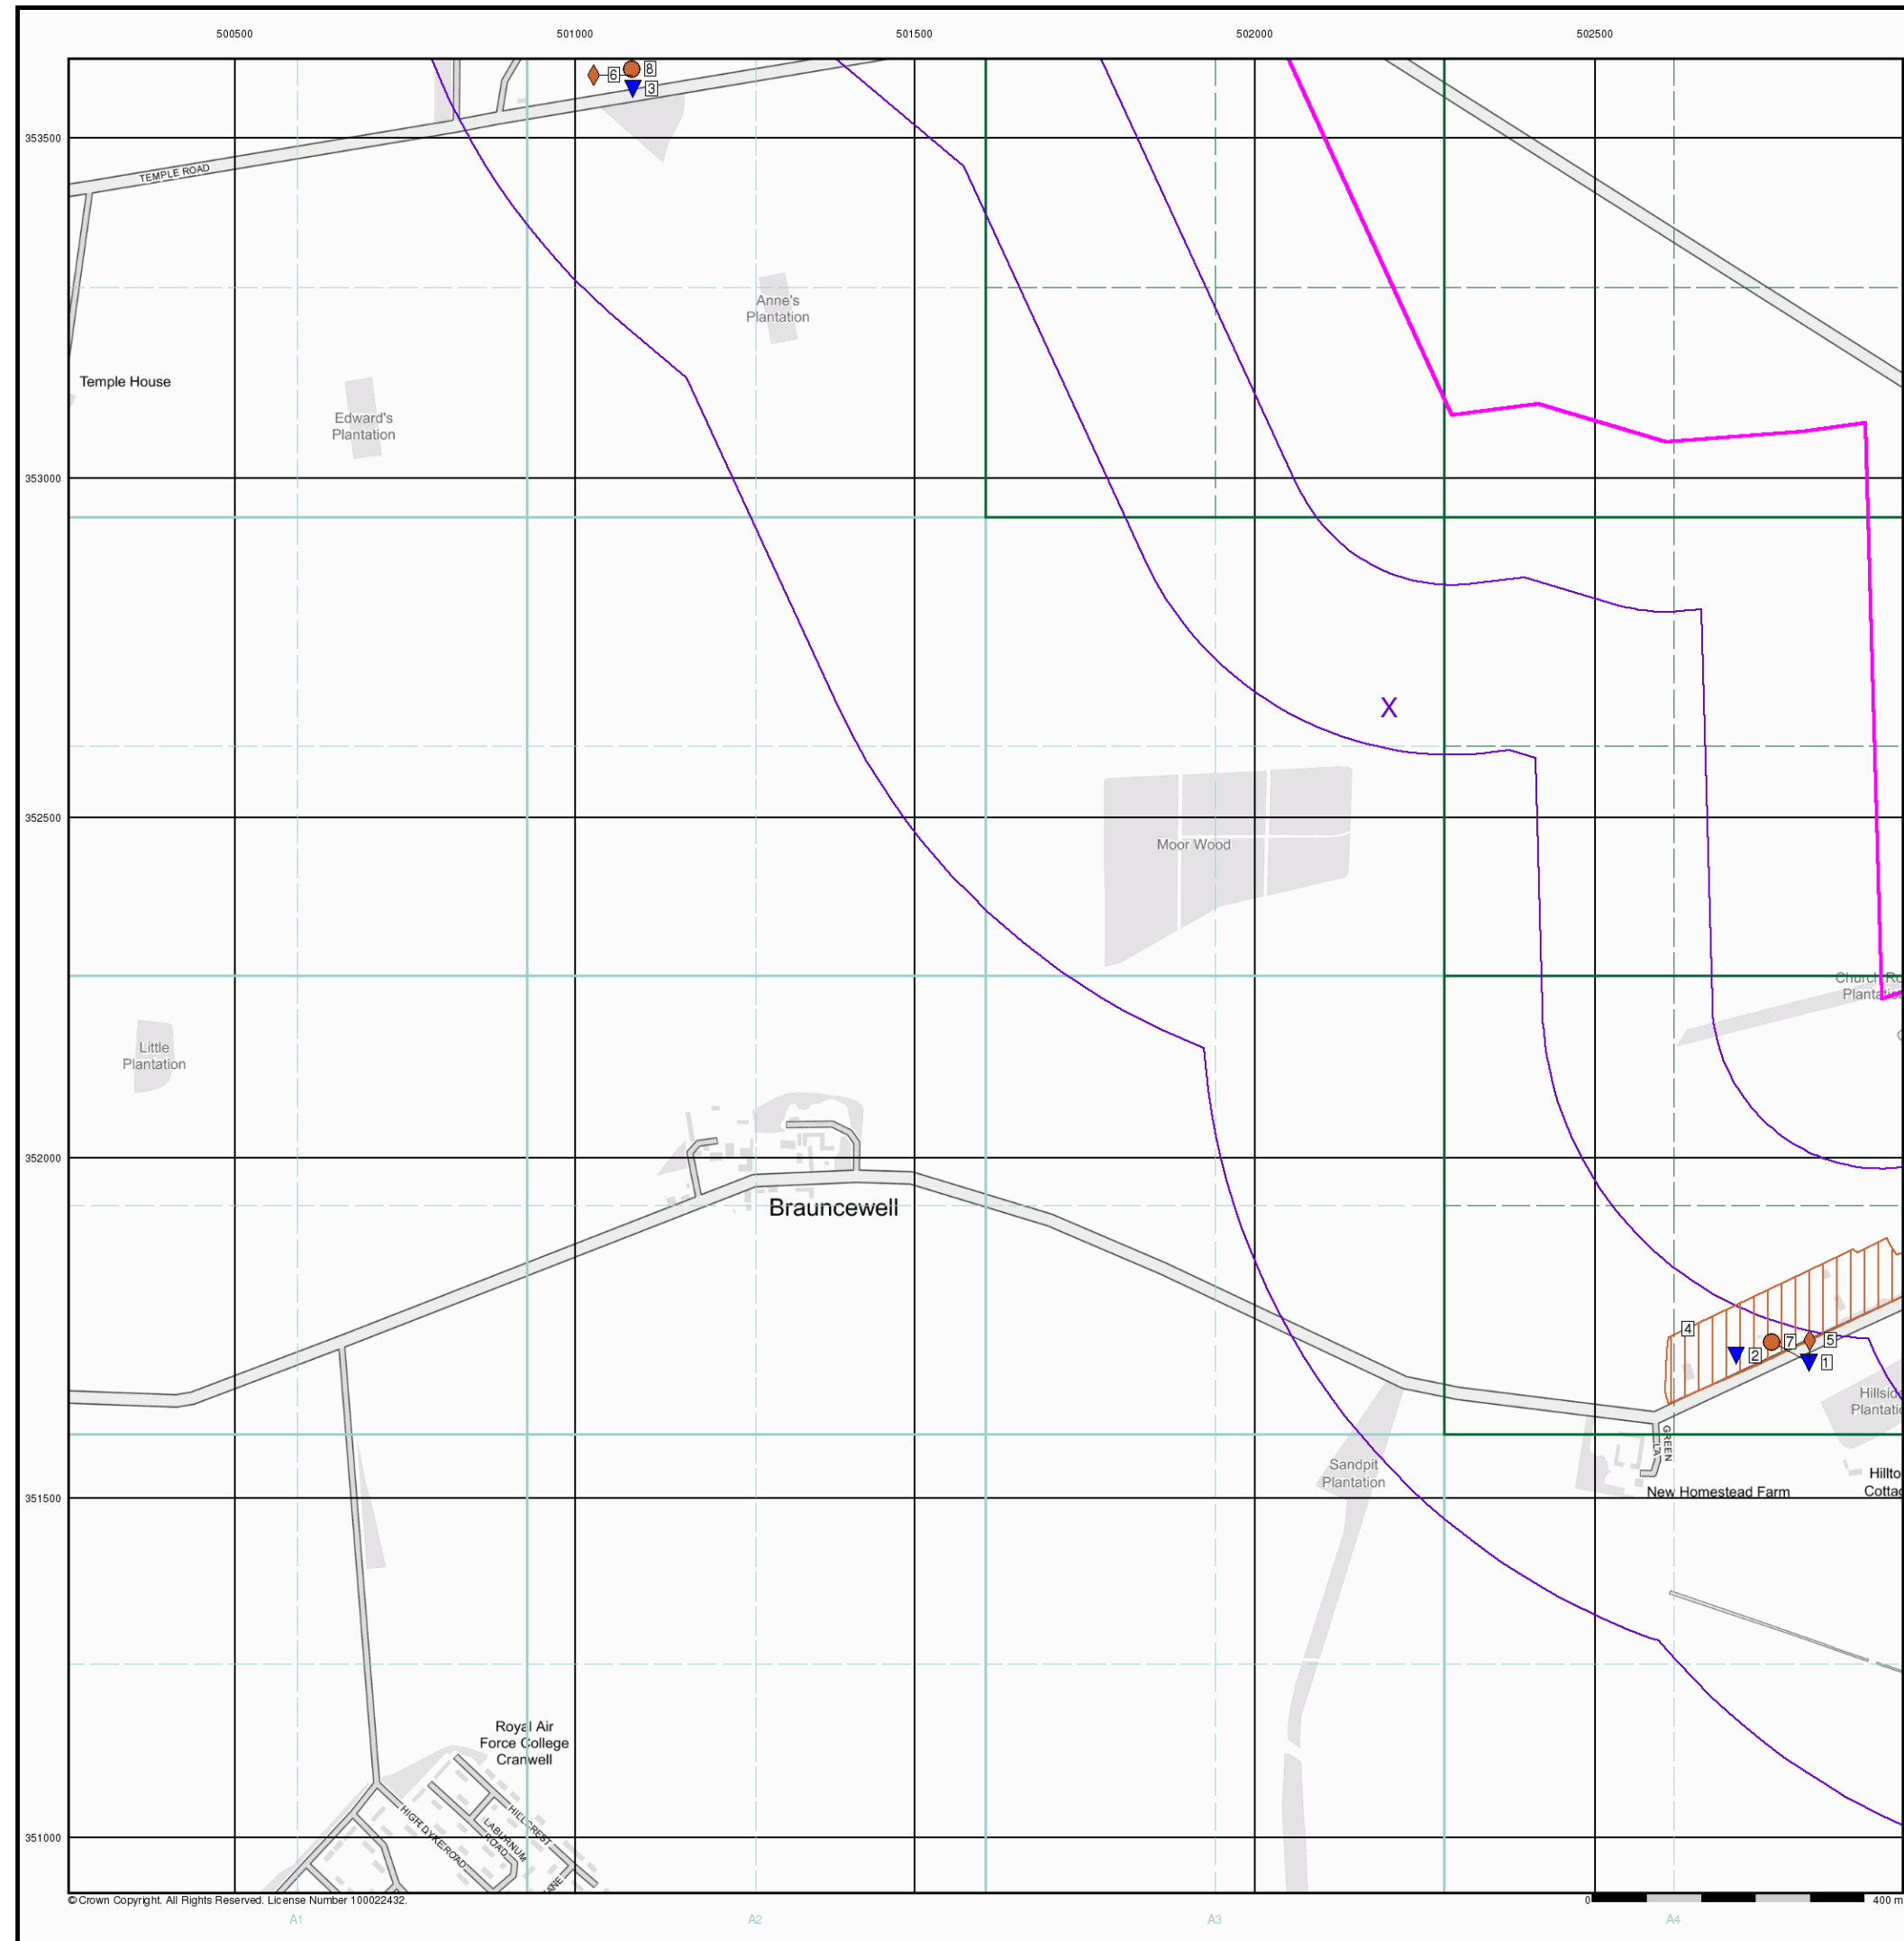 500500 501000 501500 502000 502500
6 8
3
353500
TEMPLE ROAD
Anne's
Plantation
Temple House
Edward's
Plantation
353000
X
352500
Moor Wood
Church
Little
Plantation
352000
Brauncewell
4
7 5
2 1
GREEN
LA
Sandpit
Plantation
351500
New Homestead Farm
Royal Air
Force College
Cranwell
HIGH DYKE ROAD
LABURNUM
ROAD
HILLCREST
351000
© Crown Copyright. All Rights Reserved. License Number 100022432.
0 400 m
A1 A2 A3 A4